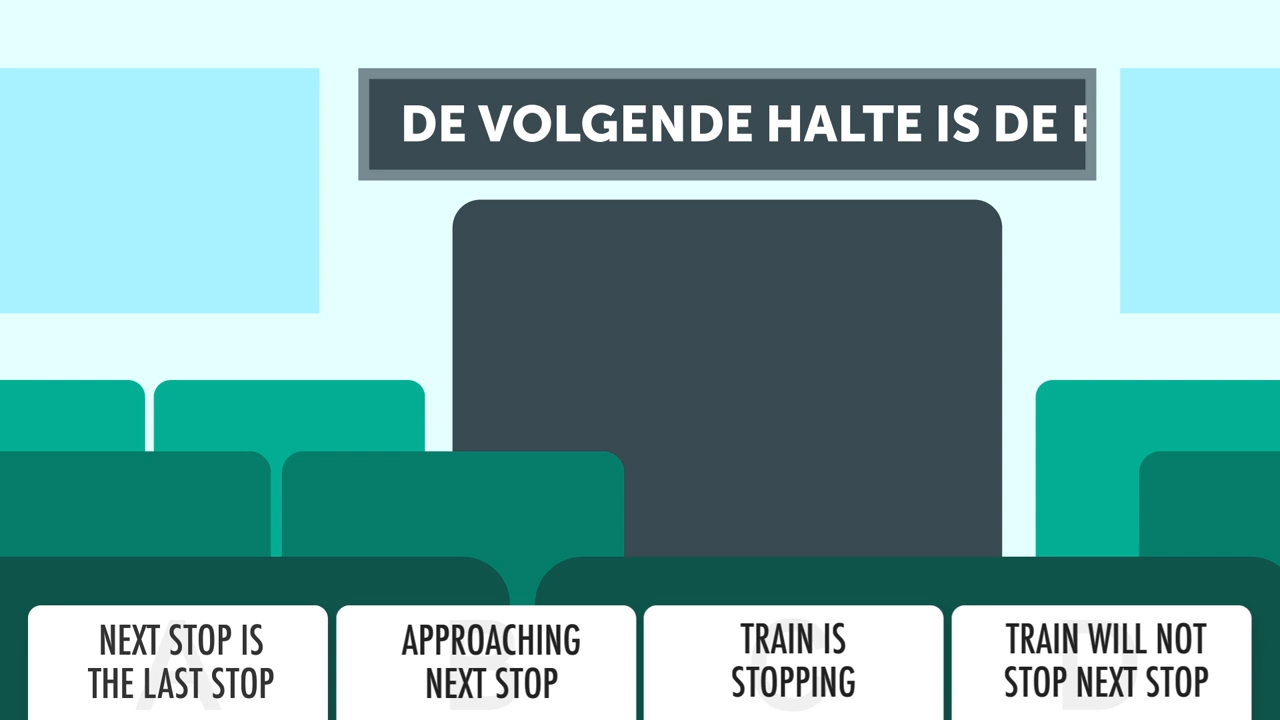 DE VOLGENDE HALTE IS DE
NEXT STOP IS
THE LAST STOP
APPROACHING
NEXT STOP
TRAIN IS
STOPPING
TRAIN WILL NOT
STOP NEXT STOP
A
B
C
D